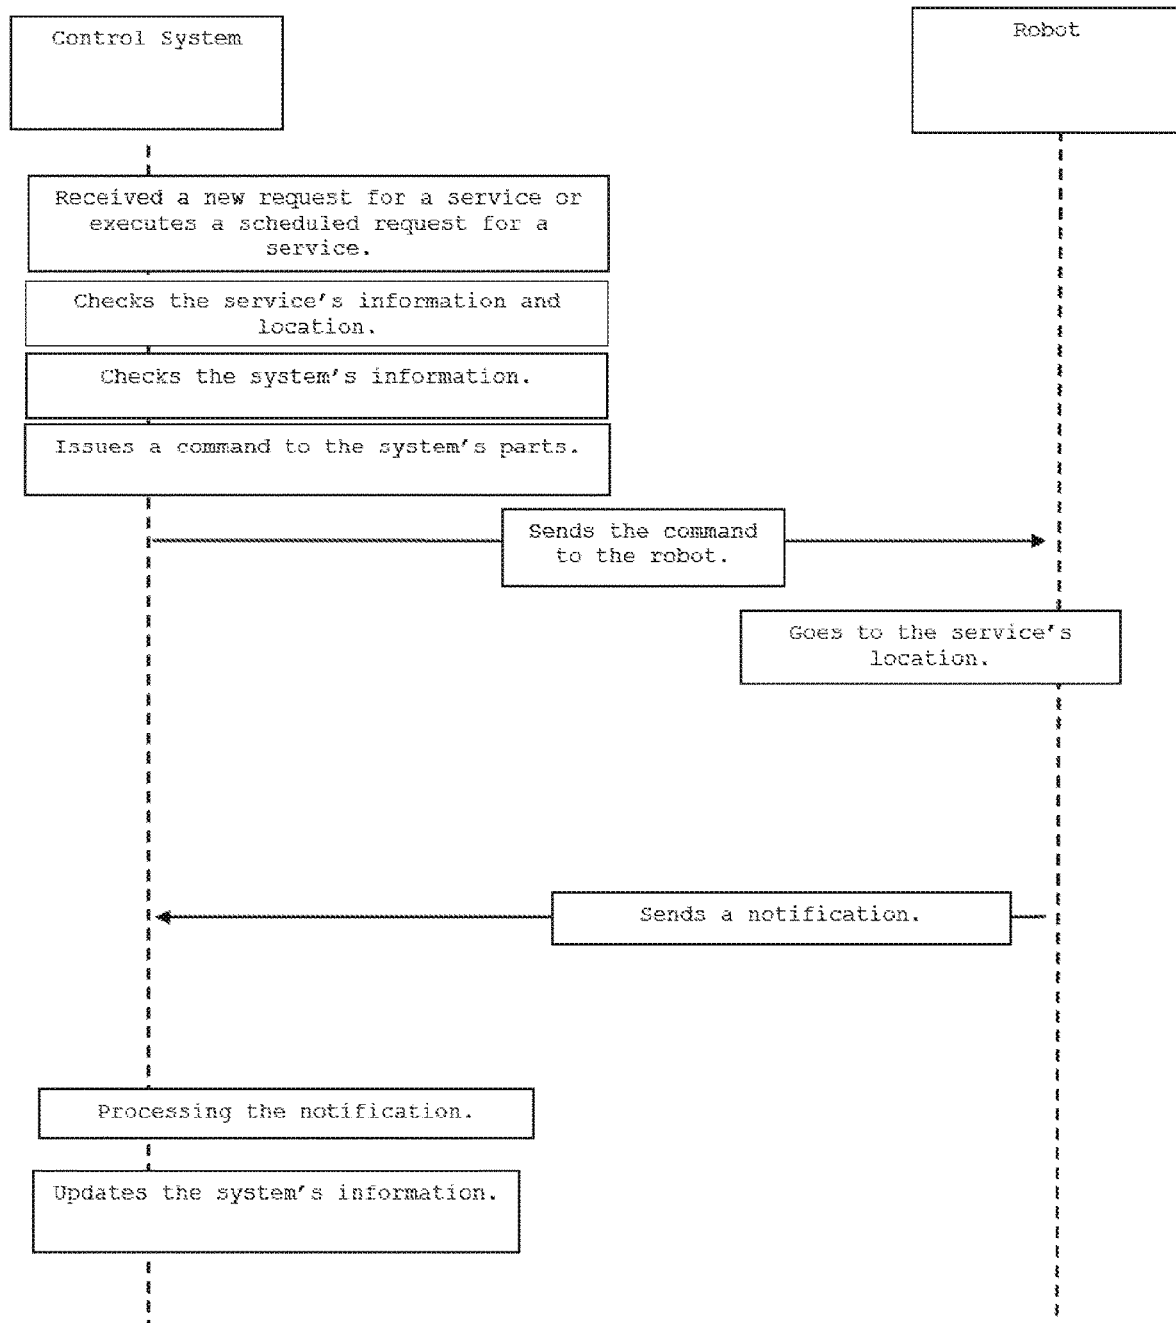 Control System
Robot
Received a new request for a service or
executes a scheduled request for a
service.
Checks the service's information and
location.
Checks the system's information.
Issues a command to the system's parts.
Sends the command
to the robot.
Goes to the service's
location.
Sends a notification.
Processing the notification.
Updates the system's information.